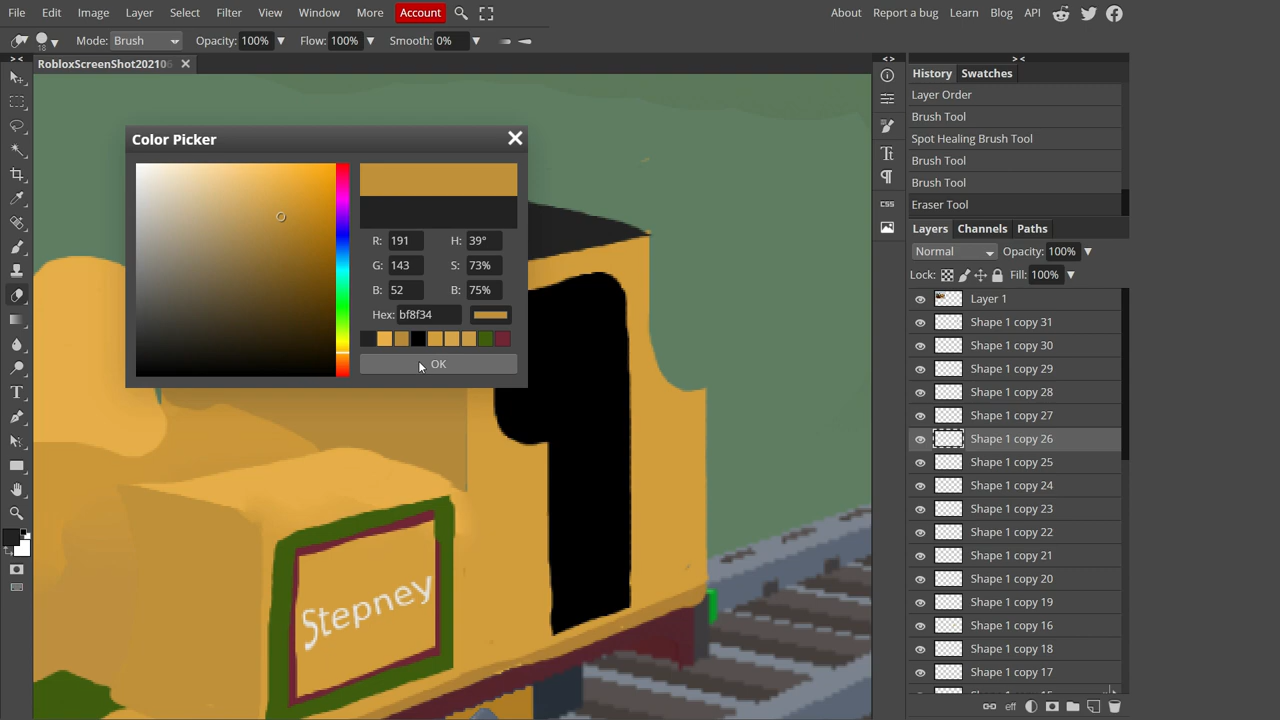 File Edit Image Layer Select Filter View Window More Account About Report a bug Learn Blog API
18 Mode: Brush Opacity: 100% Flow: 100% Smooth: 0%
RobloxScreenShot202106
Color Picker
R: 191 H: 39°
G: 143 S: 73%
B: 52 B: 75%
Hex: bf8f34
OK
Stepney
History Swatches
Layer Order
Brush Tool
Spot Healing Brush Tool
Brush Tool
Brush Tool
Eraser Tool
Layers Channels Paths
Normal Opacity: 100%
Lock: Fill: 100%
Layer 1
Shape 1 copy 31
Shape 1 copy 30
Shape 1 copy 29
Shape 1 copy 28
Shape 1 copy 27
Shape 1 copy 26
Shape 1 copy 25
Shape 1 copy 24
Shape 1 copy 23
Shape 1 copy 22
Shape 1 copy 21
Shape 1 copy 20
Shape 1 copy 19
Shape 1 copy 16
Shape 1 copy 18
Shape 1 copy 17
css
eff